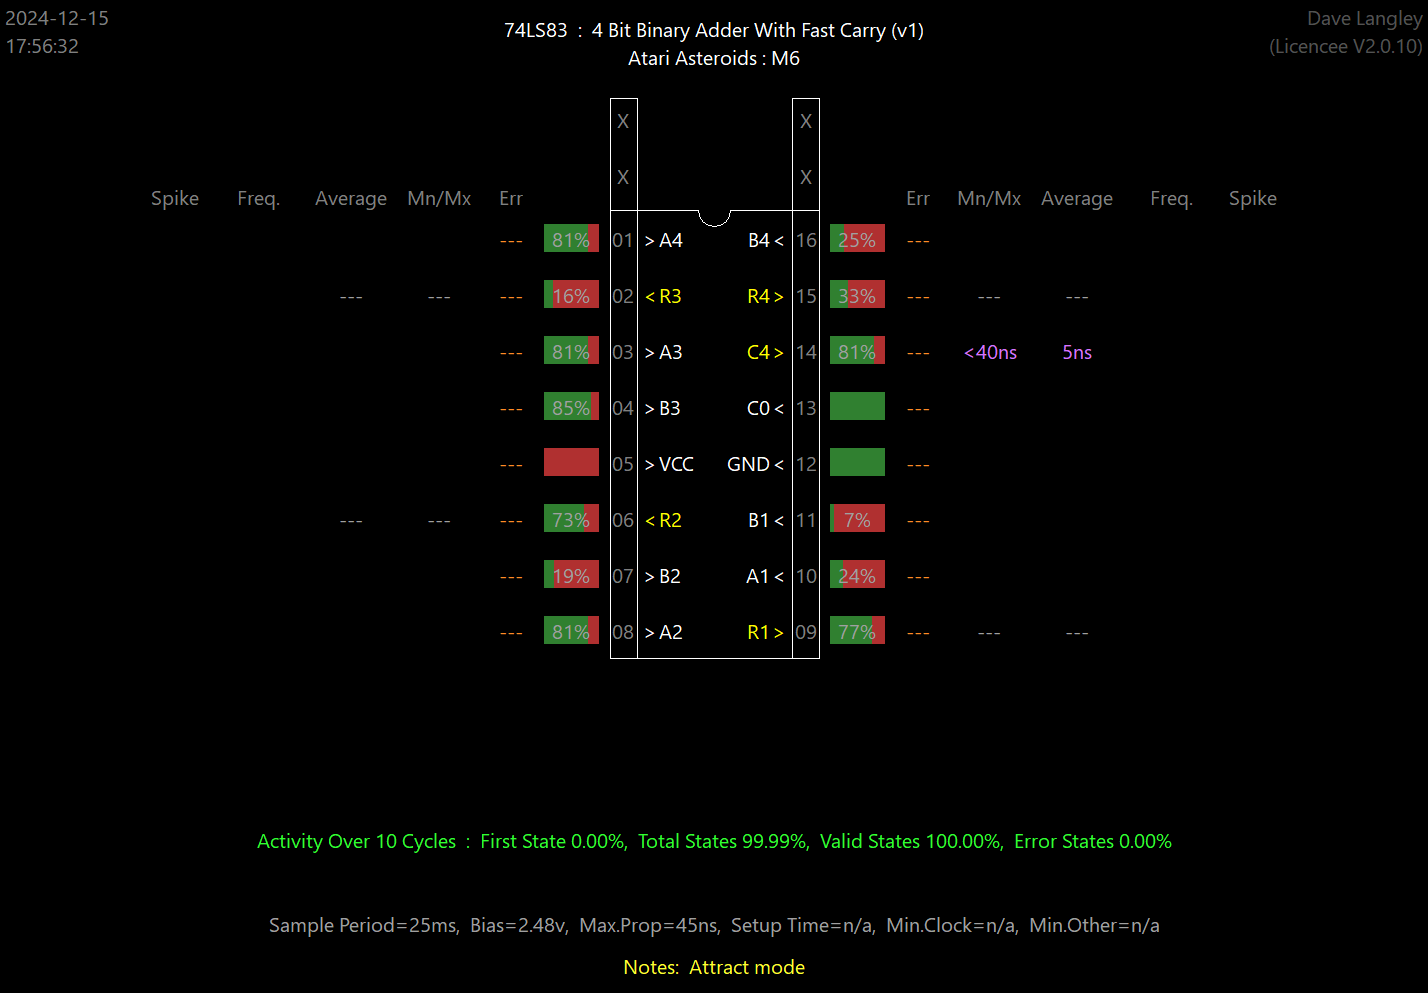 2024-12-15
17:56:32
74LS83 : 4 Bit Binary Adder With Fast Carry (v1)
Atari Asteroids : M6
Dave Langley
(Licencee V2.0.10)
X X
X X
Spike Freq. Average Mn/Mx Err Err Mn/Mx Average Freq. Spike
--- 81% 01 > A4 B4 < 16 25% ---
--- --- --- 16% 02 < R3 R4 > 15 33% --- --- ---
--- 81% 03 > A3 C4 > 14 81% --- <40ns 5ns
--- 85% 04 > B3 C0 < 13 ---
--- 05 > VCC GND < 12 ---
--- --- --- 73% 06 < R2 B1 < 11 7% ---
--- 19% 07 > B2 A1 < 10 24% ---
--- 81% 08 > A2 R1 > 09 77% --- --- ---
Activity Over 10 Cycles : First State 0.00%, Total States 99.99%, Valid States 100.00%, Error States 0.00%
Sample Period=25ms, Bias=2.48v, Max.Prop=45ns, Setup Time=n/a, Min.Clock=n/a, Min.Other=n/a
Notes: Attract mode